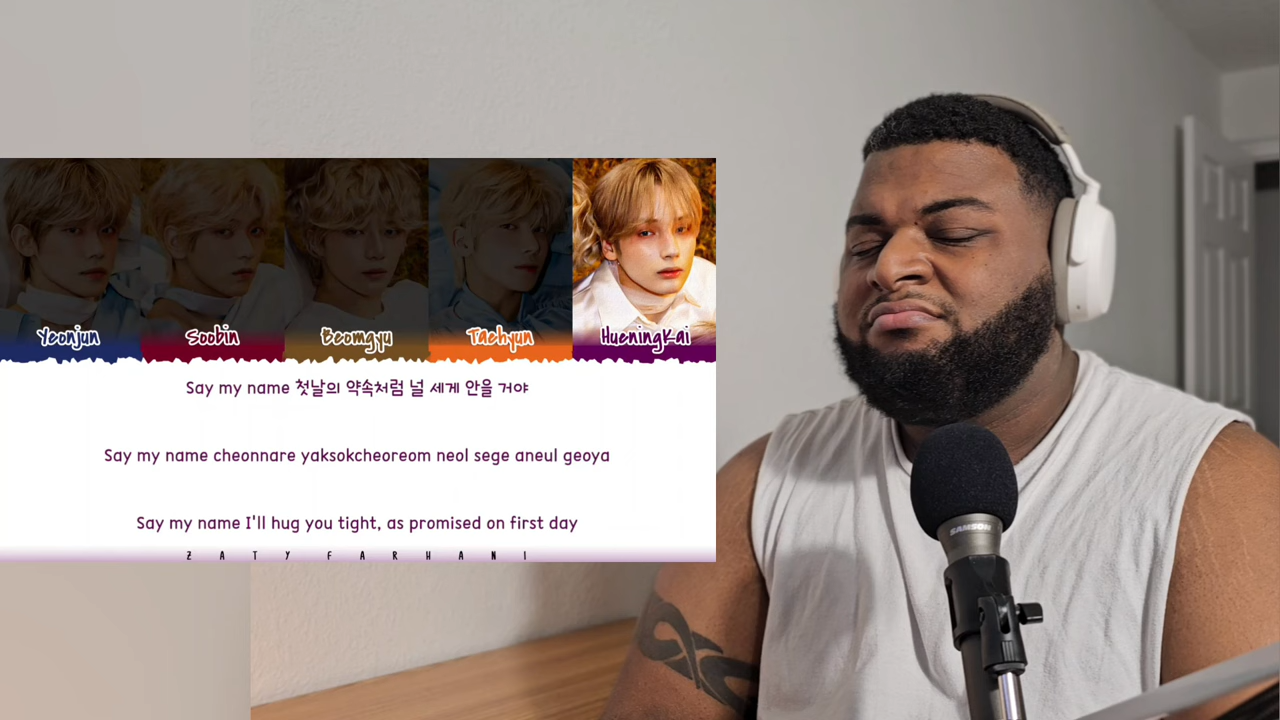 Yeonjun Soobin Beomgyu Taehyun HueningKai
Say my name 첫날의 약속처럼 널 세게 안을 거야
Say my name cheonnare yaksokcheoreom neol sege aneul geoya
Say my name I'll hug you tight, as promised on first day
ZATY FARHANI
SAMSON